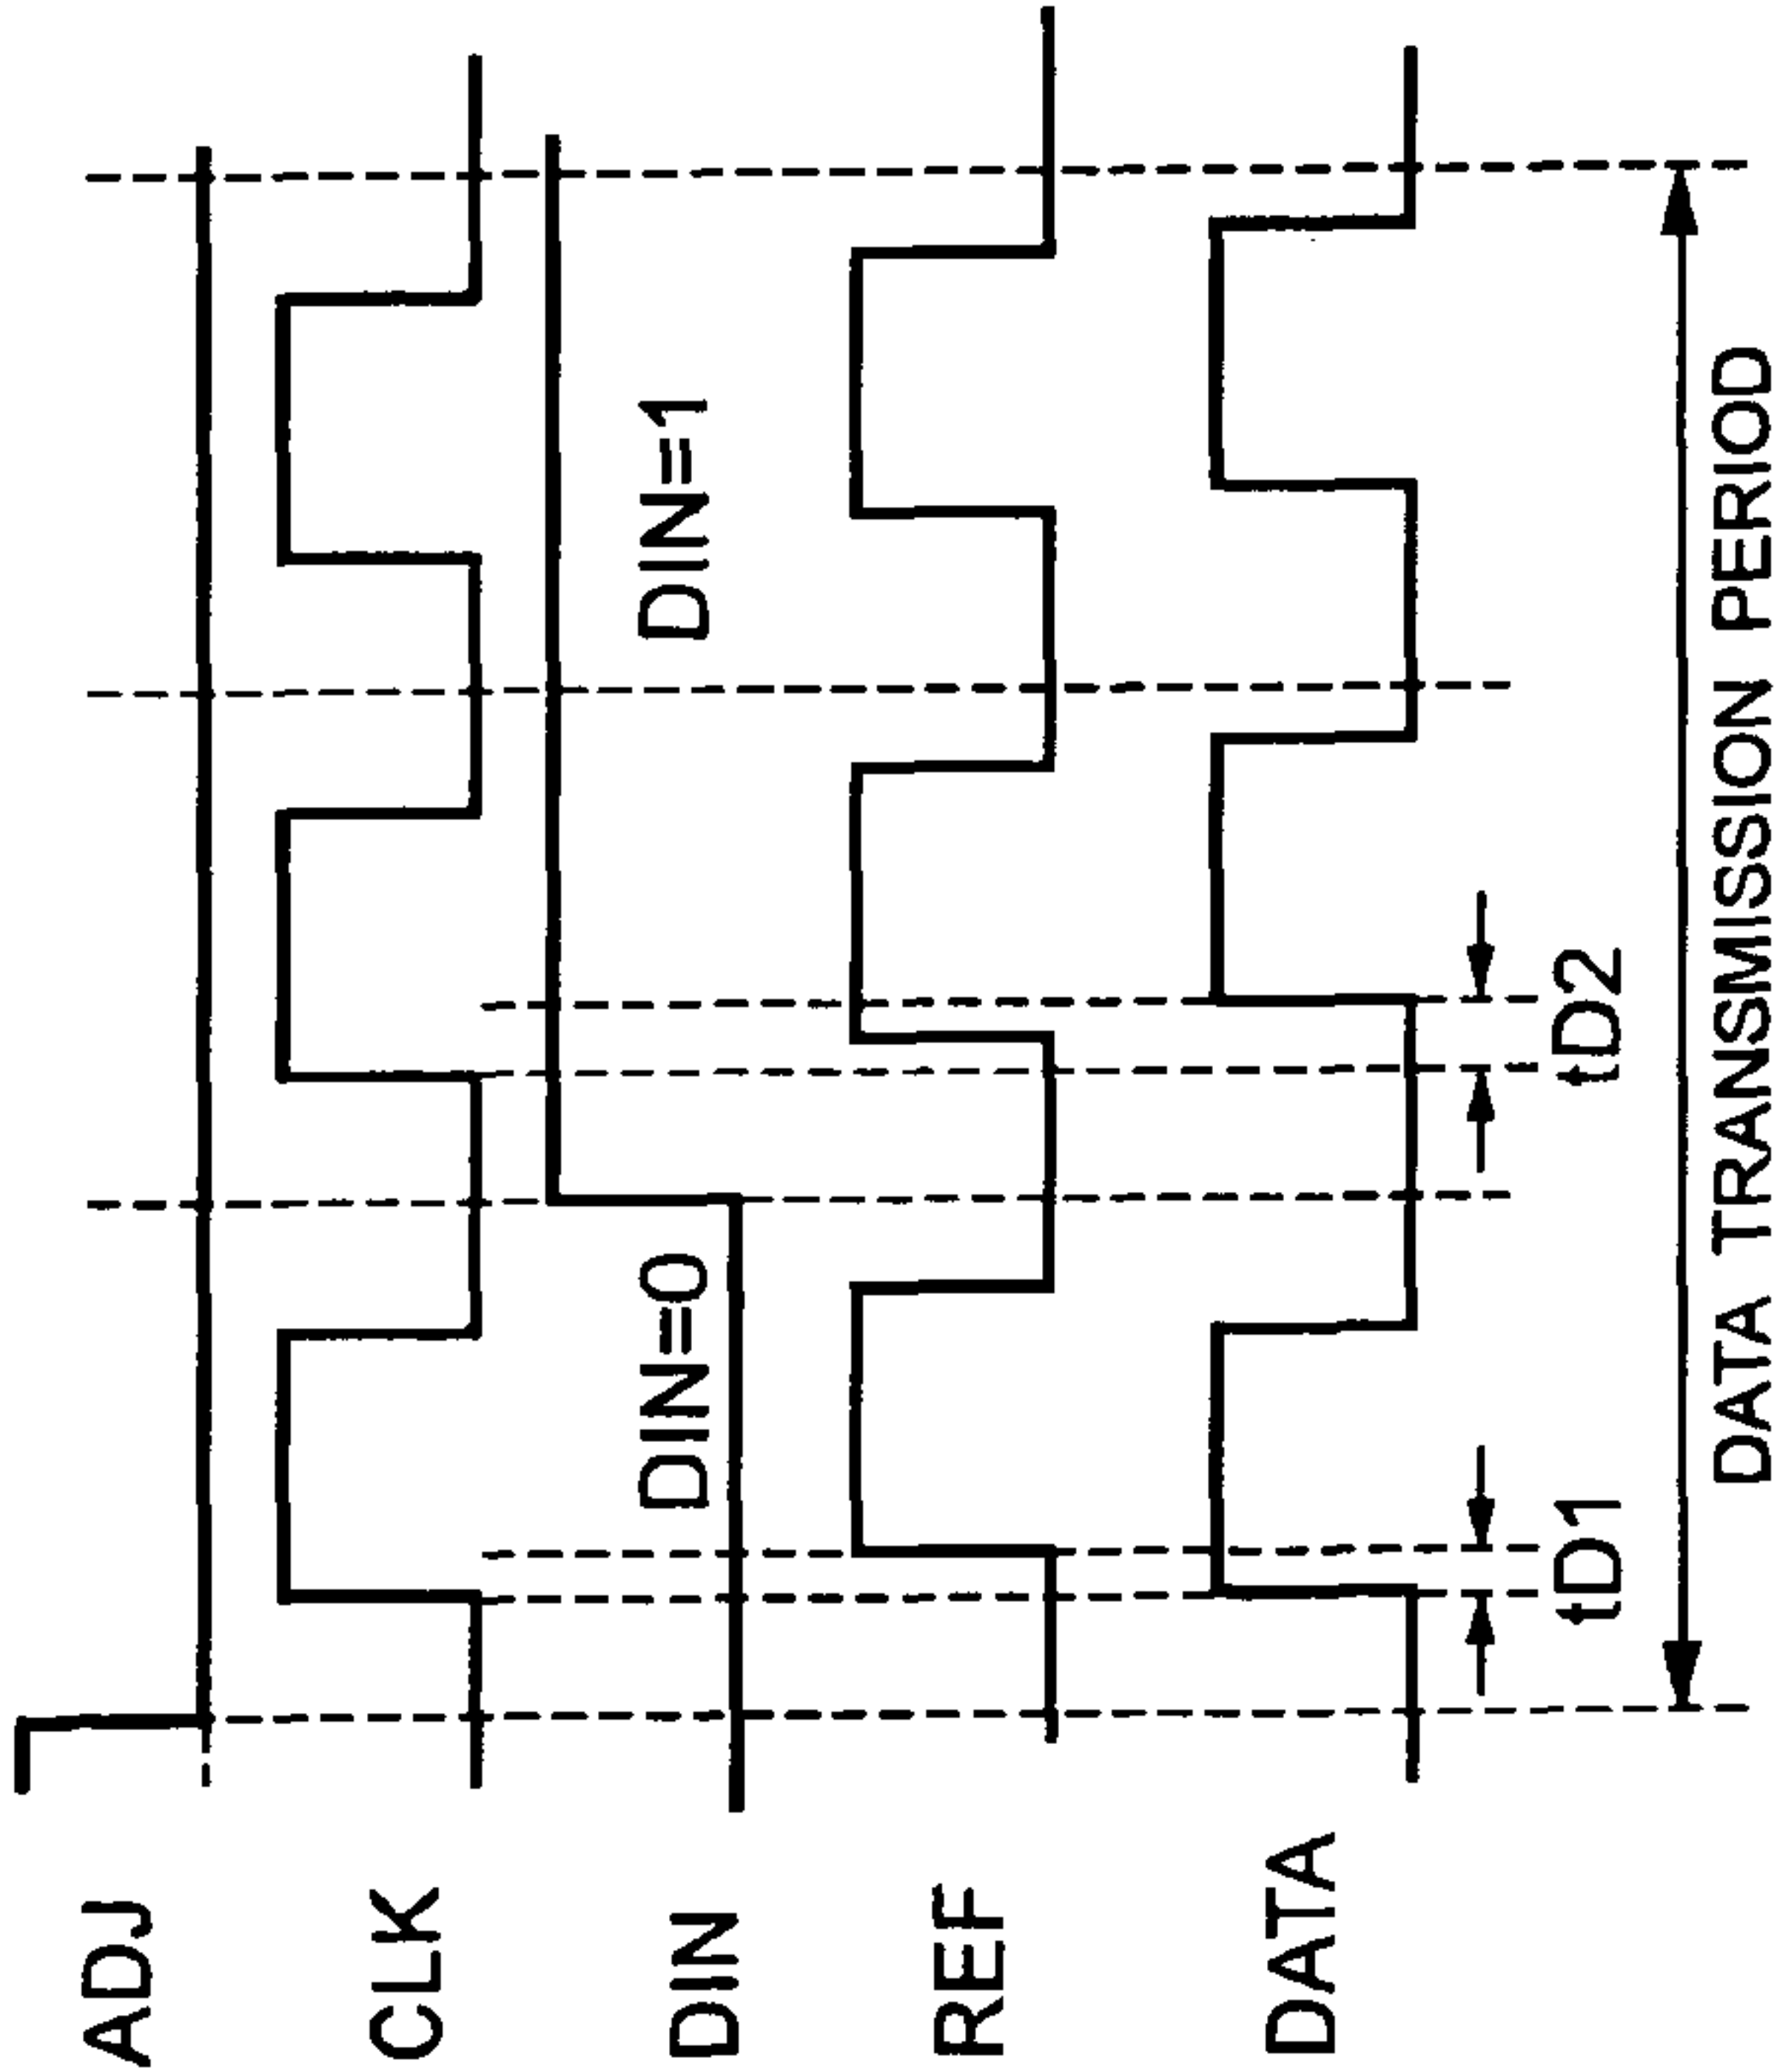 ADJ
CLK
DIN
DIN=0
DIN=1
REF
DATA
tD1
tD2
DATA TRANSMISSION PERIOD